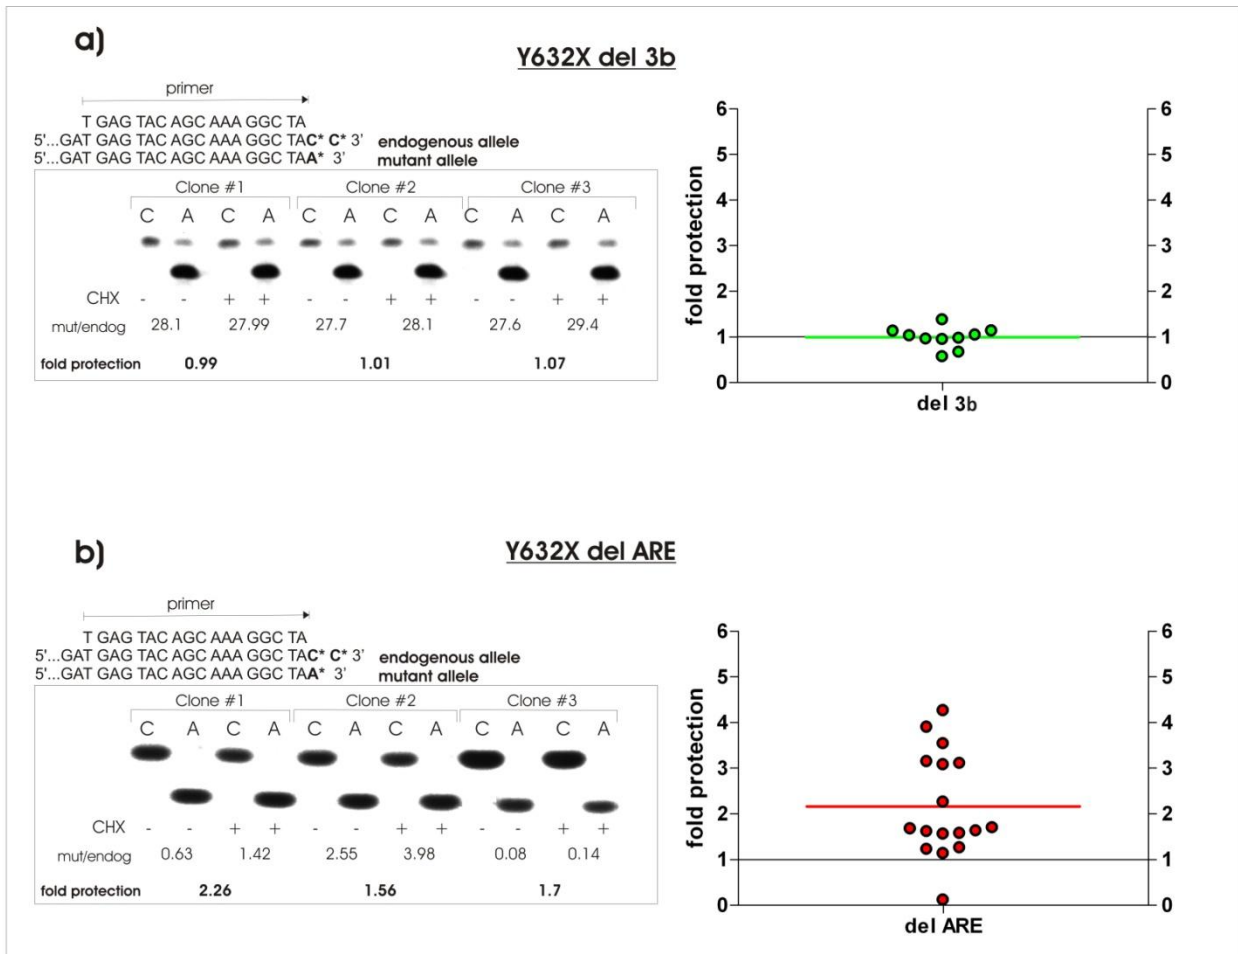 a)
Y632X del 3b
primer
T GAG TAC AGC AAA GGC TA
5'...GAT GAG TAC AGC AAA GGC TAC* C* 3' endogenous allele
5'...GAT GAG TAC AGC AAA GGC TAA* 3' mutant allele
Clone #1 Clone #2 Clone #3
C A C A C A C A C A C A
CHX - - + + - - + + - - + +
mut/endog 28.1 27.99 27.7 28.1 27.6 29.4
fold protection 0.99 1.01 1.07
fold protection
6 6
5 5
4 4
3 3
2 2
1 1
0 0
del 3b
b)
Y632X del ARE
primer
T GAG TAC AGC AAA GGC TA
5'...GAT GAG TAC AGC AAA GGC TAC* C* 3' endogenous allele
5'...GAT GAG TAC AGC AAA GGC TAA* 3' mutant allele
Clone #1 Clone #2 Clone #3
C A C A C A C A C A C A
CHX - - + + - - + + - - + +
mut/endog 0.63 1.42 2.55 3.98 0.08 0.14
fold protection 2.26 1.56 1.7
fold protection
6 6
5 5
4 4
3 3
2 2
1 1
0 0
del ARE